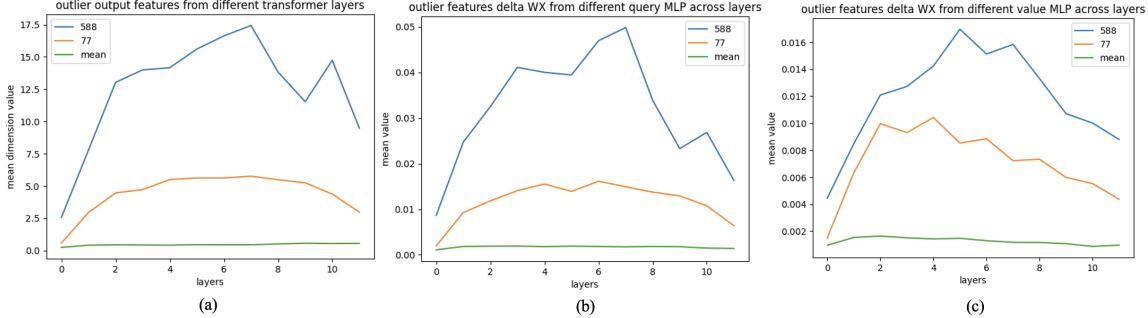 outlier output features from different transformer layers
17.5
15.0
12.5
10.0
7.5
5.0
2.5
0.0
mean dimension value
588
77
mean
0 2 4 6 8 10
layers
(a)
outlier features delta WX from different query MLP across layers
0.05
0.04
0.03
0.02
0.01
0.00
mean value
588
77
mean
0 2 4 6 8 10
layers
(b)
outlier features delta WX from different value MLP across layers
0.016
0.014
0.012
0.010
0.008
0.006
0.004
0.002
mean value
588
77
mean
0 2 4 6 8 10
layers
(c)